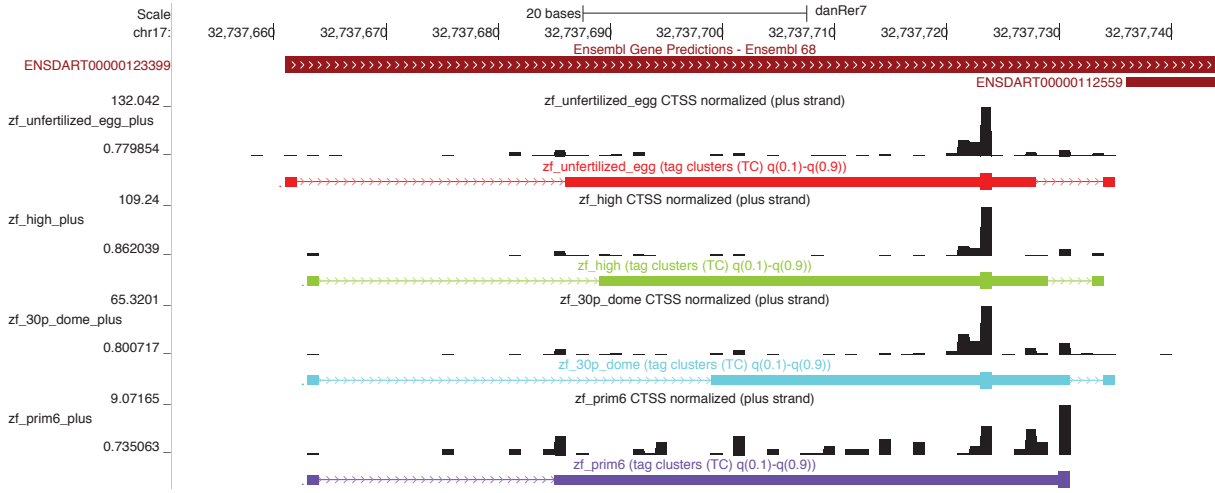 Scale 20 bases danRer7
chr17: 32,737,660 32,737,670 32,737,680 32,737,690 32,737,700 32,737,710 32,737,720 32,737,730 32,737,740
Ensembl Gene Predictions - Ensembl 68
ENSDART00000123399
ENSDART00000112559
132.042 _ zf_unfertilized_egg CTSS normalized (plus strand)
zf_unfertilized_egg_plus
0.779854 _
zf_unfertilized_egg (tag clusters (TC) q(0.1)-q(0.9))
109.24 _ zf_high CTSS normalized (plus strand)
zf_high_plus
0.862039 _
zf_high (tag clusters (TC) q(0.1)-q(0.9))
65.3201 _ zf_30p_dome CTSS normalized (plus strand)
zf_30p_dome_plus
0.800717 _
zf_30p_dome (tag clusters (TC) q(0.1)-q(0.9))
9.07165 _ zf_prim6 CTSS normalized (plus strand)
zf_prim6_plus
0.735063 _
zf_prim6 (tag clusters (TC) q(0.1)-q(0.9))